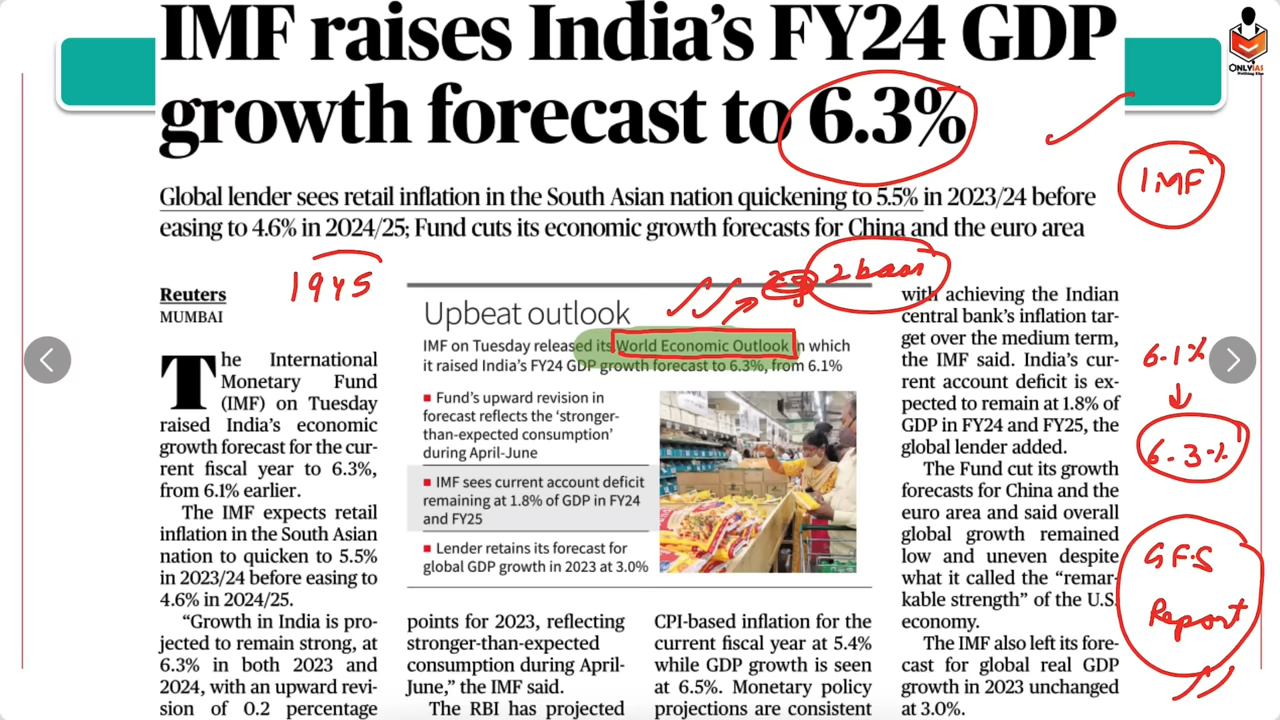 IMF raises India's FY24 GDP
growth forecast to 6.3%
Global lender sees retail inflation in the South Asian nation quickening to 5.5% in 2023/24 before
easing to 4.6% in 2024/25; Fund cuts its economic growth forecasts for China and the euro area
ONLYIAS
Nothing Else
IMF
1945
Reuters
MUMBAI
The International
Monetary Fund
(IMF) on Tuesday
raised India's economic
growth forecast for the cur-
rent fiscal year to 6.3%,
from 6.1% earlier.
The IMF expects retail
inflation in the South Asian
nation to quicken to 5.5%
in 2023/24 before easing to
4.6% in 2024/25.
"Growth in India is pro-
jected to remain strong, at
6.3% in both 2023 and
2024, with an upward revi-
sion of 0.2 percentage
Upbeat outlook
IMF on Tuesday released its World Economic Outlook in which
it raised India's FY24 GDP growth forecast to 6.3%, from 6.1%
Fund's upward revision in
forecast reflects the 'stronger-
than-expected consumption'
during April-June
IMF sees current account deficit
remaining at 1.8% of GDP in FY24
and FY25
Lender retains its forecast for
global GDP growth in 2023 at 3.0%
points for 2023, reflecting
stronger-than-expected
consumption during April-
June," the IMF said.
The RBI has projected
CPI-based inflation for the
current fiscal year at 5.4%
while GDP growth is seen
at 6.5%. Monetary policy
projections are consistent
with achieving the Indian
central bank's inflation tar-
get over the medium term,
the IMF said. India's cur-
rent account deficit is ex-
pected to remain at 1.8% of
GDP in FY24 and FY25, the
global lender added.
The Fund cut its growth
forecasts for China and the
euro area and said overall
global growth remained
low and uneven despite
what it called the "remar-
kable strength" of the U.S.
economy.
The IMF also left its fore-
cast for global real GDP
growth in 2023 unchanged
at 3.0%.
6.1%
6.3%
GFS
Report